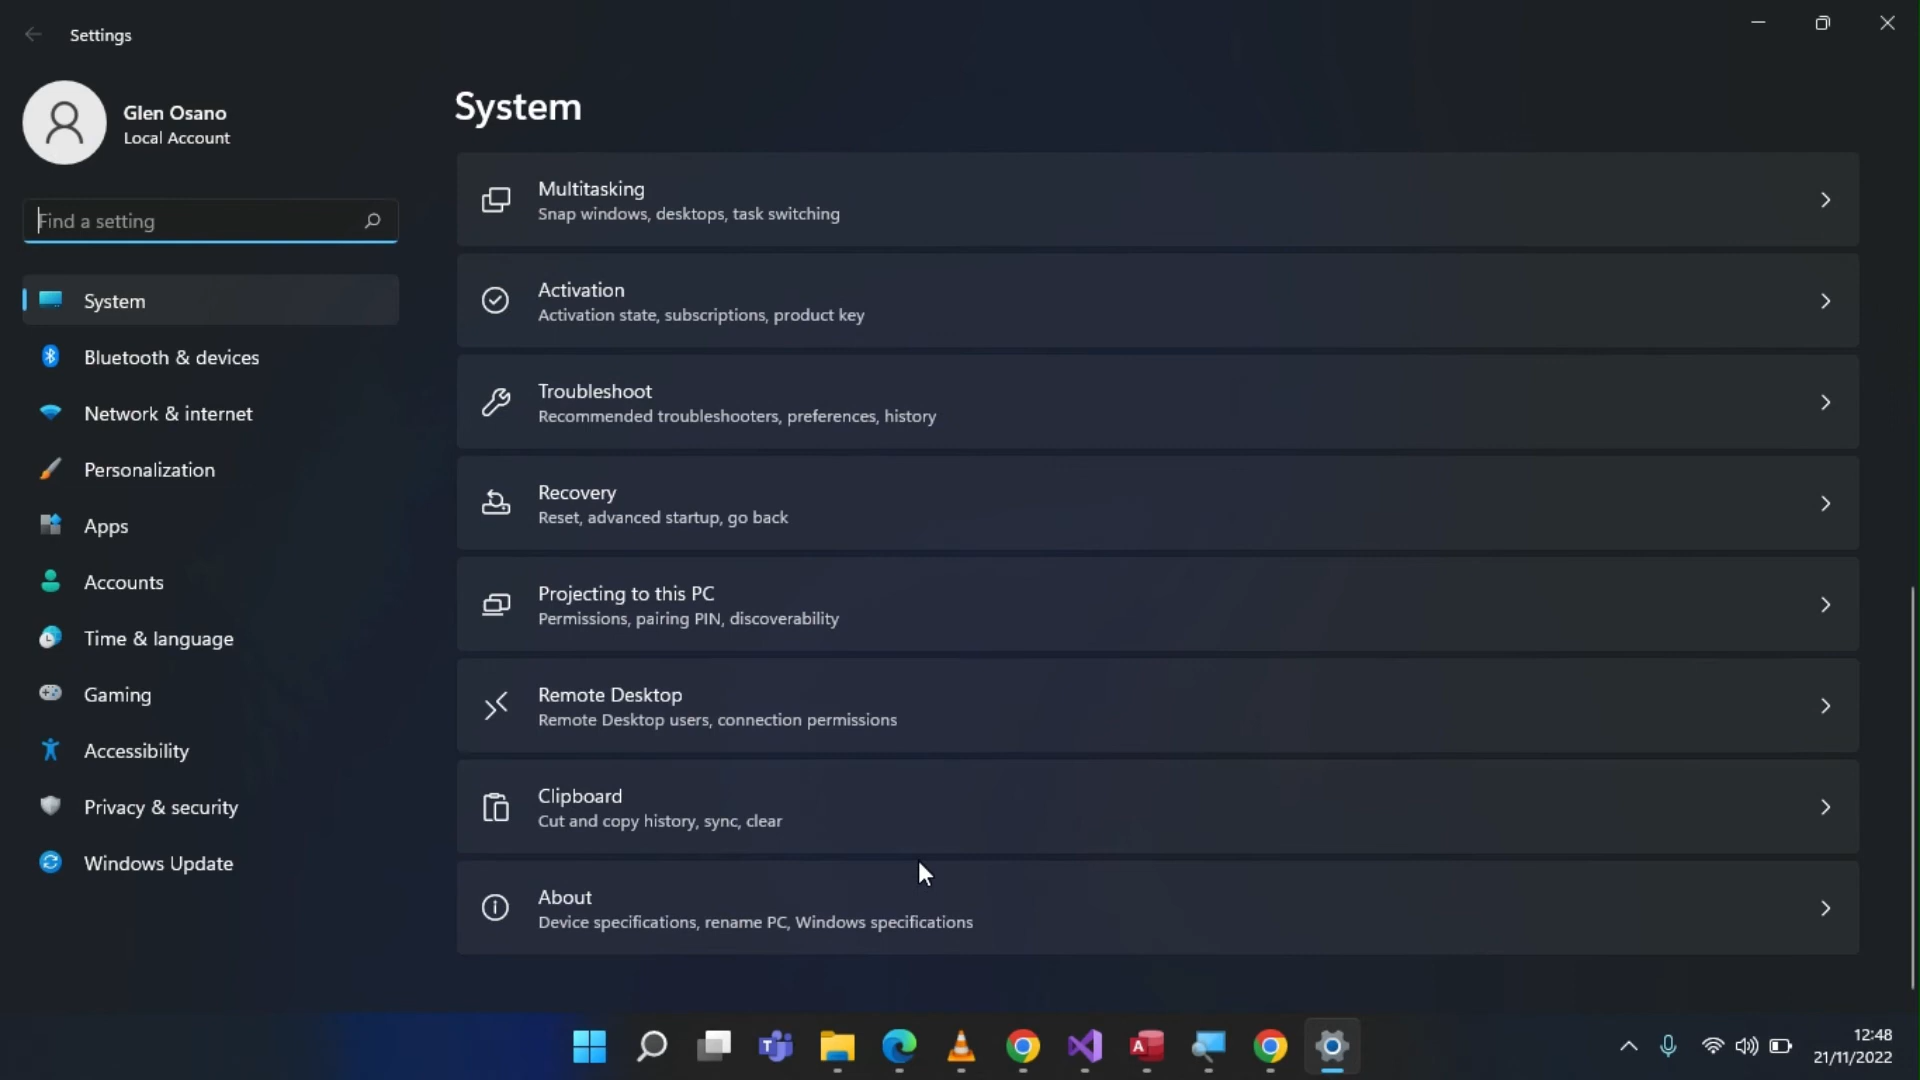 Settings
Glen Osano
Local Account
Find a setting
System
Bluetooth & devices
Network & internet
Personalization
Apps
Accounts
Time & language
Gaming
Accessibility
Privacy & security
Windows Update
System
Multitasking
Snap windows, desktops, task switching
Activation
Activation state, subscriptions, product key
Troubleshoot
Recommended troubleshooters, preferences, history
Recovery
Reset, advanced startup, go back
Projecting to this PC
Permissions, pairing PIN, discoverability
Remote Desktop
Remote Desktop users, connection permissions
Clipboard
Cut and copy history, sync, clear
About
Device specifications, rename PC, Windows specifications
T
A
12:48
21/11/2022